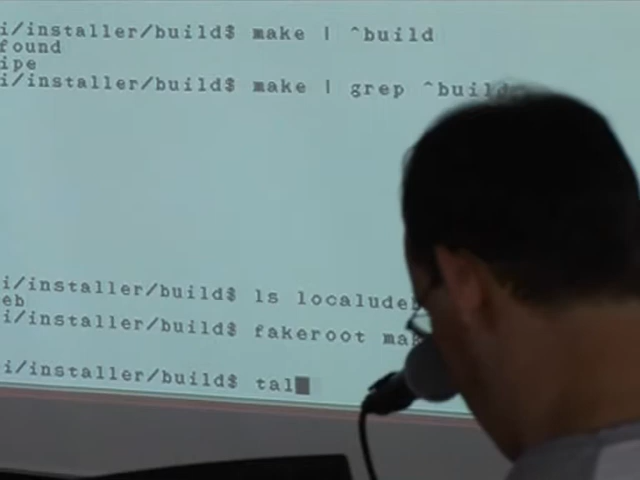 i/installer/build$ make | ^build
found
ipe
i/installer/build$ make | grep ^build
i/installer/build$ ls localude
eb
i/installer/build$ fakeroot ma
i/installer/build$ tal